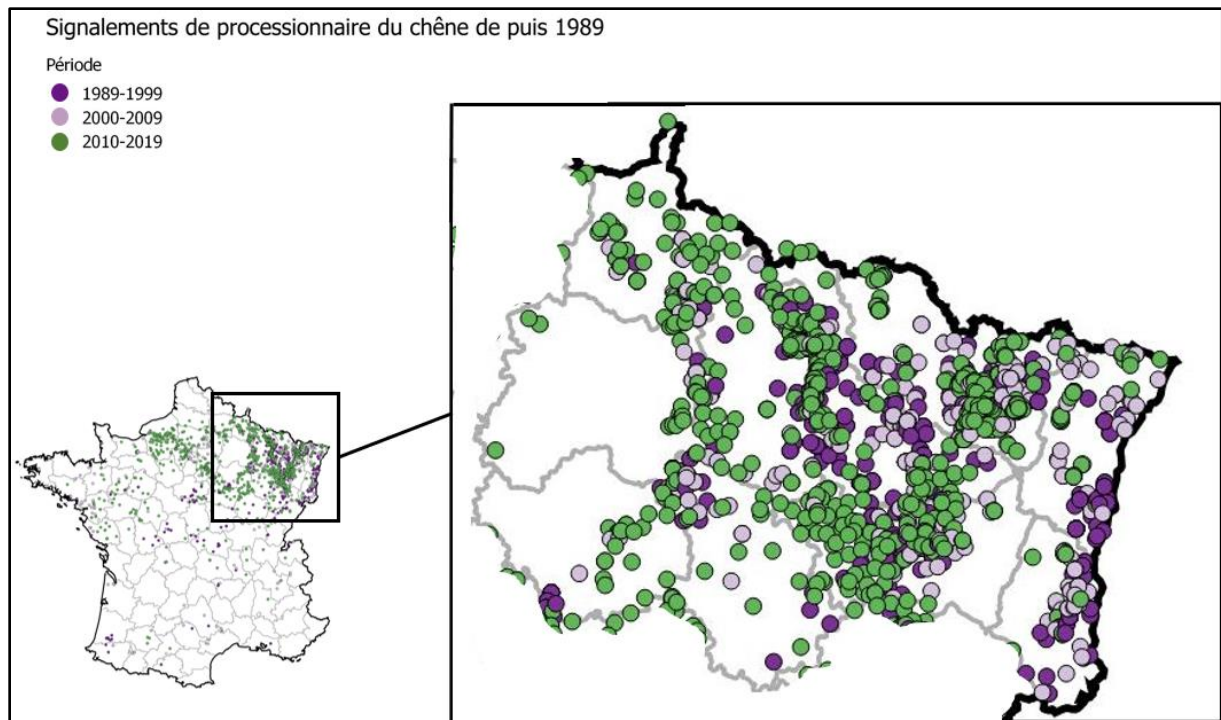 Signalements de processionnaire du chêne de puis 1989
Période
1989-1999
2000-2009
2010-2019